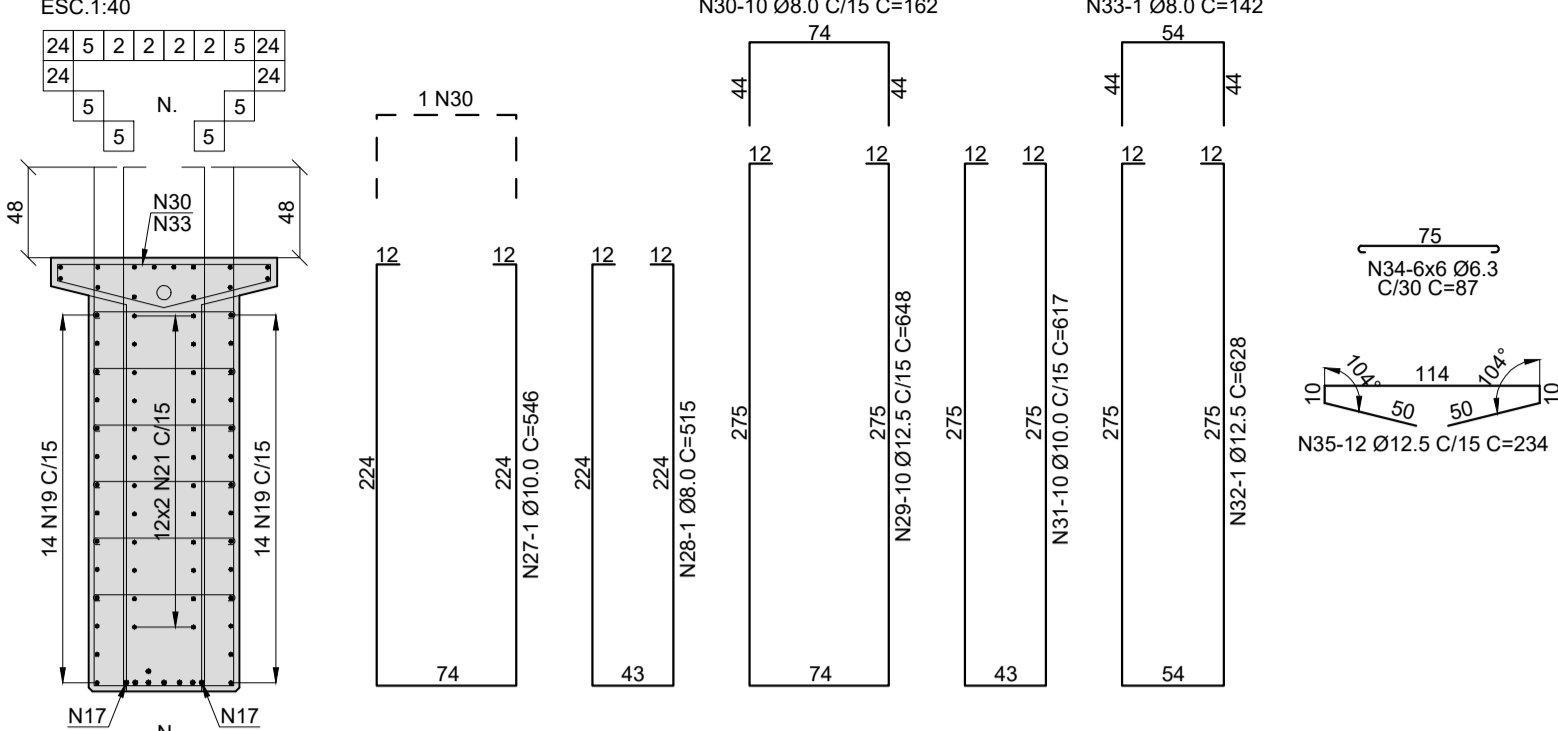 ESC.1:40
N30-10 Ø8.0 C/15 C=162
N33-1 Ø8.0 C=142
24 5 2 2 2 2 5 24
24 24
5 N. 5
5 5
48
48
N30
N33
14 N19 C/15
12x2 N21 C/15
14 N19 C/15
N17
N17
N
1 N30
12 12
224
224
N27-1 Ø10.0 C=546
74
12 12
224
224
N28-1 Ø8.0 C=515
43
74
44
44
12 12
275
275
N29-10 Ø12.5 C/15 C=648
74
12 12
275
275
N31-10 Ø10.0 C/15 C=617
43
54
44
44
12 12
275
275
N32-1 Ø12.5 C=628
54
75
N34-6x6 Ø6.3
C/30 C=87
104°
114
104°
10
50 50
10
N35-12 Ø12.5 C/15 C=234